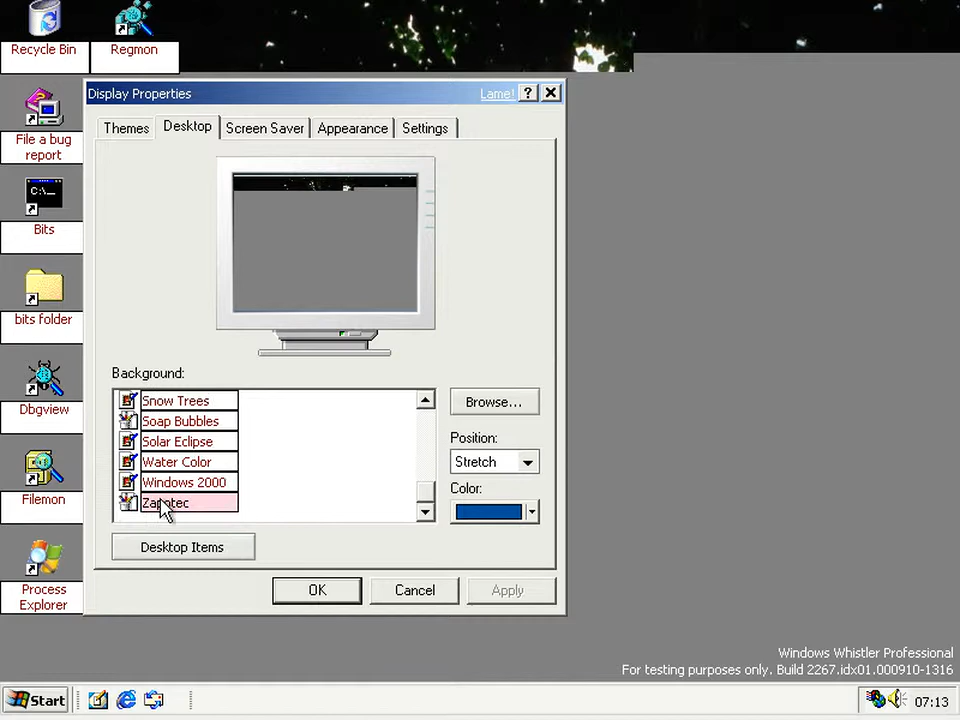 Recycle Bin
Regmon
File a bug
report
Bits
bits folder
Dbgview
Filemon
Process
Explorer
Display Properties
Lame!
Themes
Desktop
Screen Saver
Appearance
Settings
Background:
Snow Trees
Soap Bubbles
Solar Eclipse
Water Color
Windows 2000
Zapotec
Browse...
Position:
Stretch
Color:
Desktop Items
OK
Cancel
Apply
Windows Whistler Professional
For testing purposes only. Build 2267.idx01.000910-1316
Start
07:13